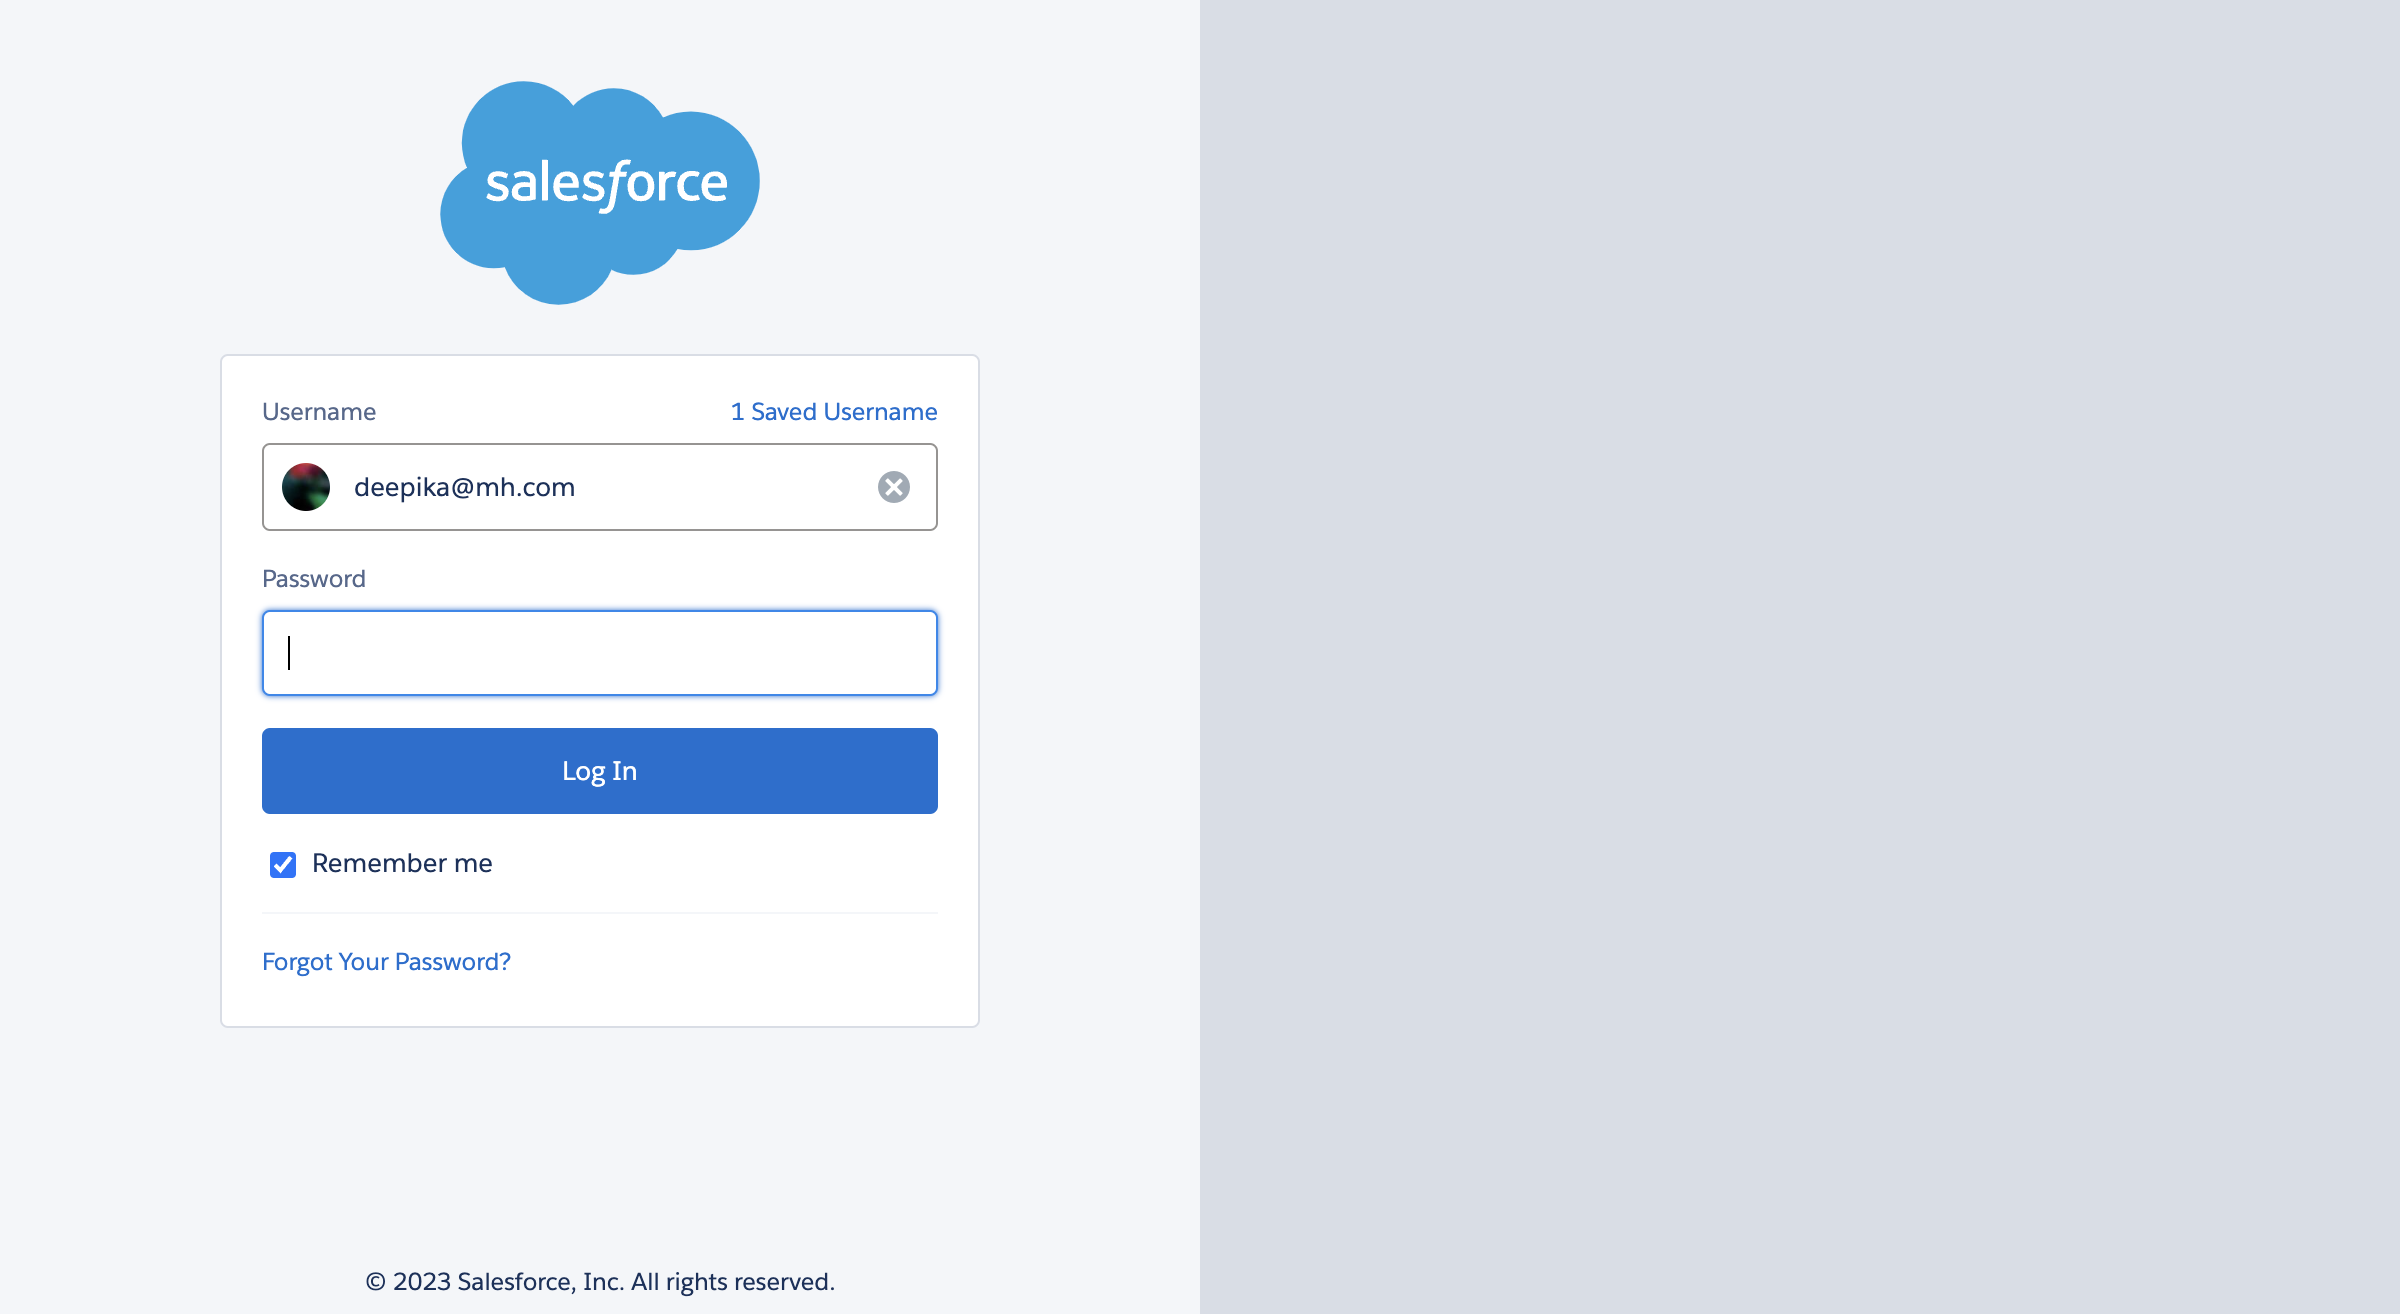 salesforce
Username
1 Saved Username
deepika@mh.com
Password
Log In
Remember me
Forgot Your Password?
© 2023 Salesforce, Inc. All rights reserved.